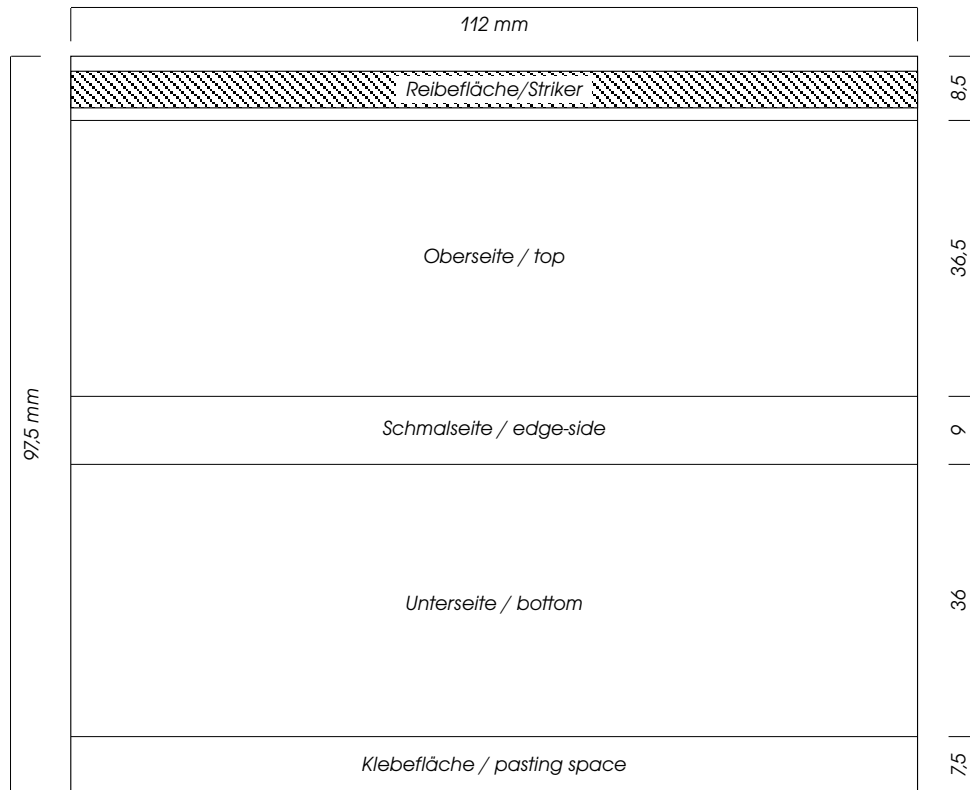 112 mm
Reibefläche/Striker
8,5
Oberseite / top
36,5
97,5 mm
Schmalseite / edge-side
9
Unterseite / bottom
36
Klebefläche / pasting space
7,5